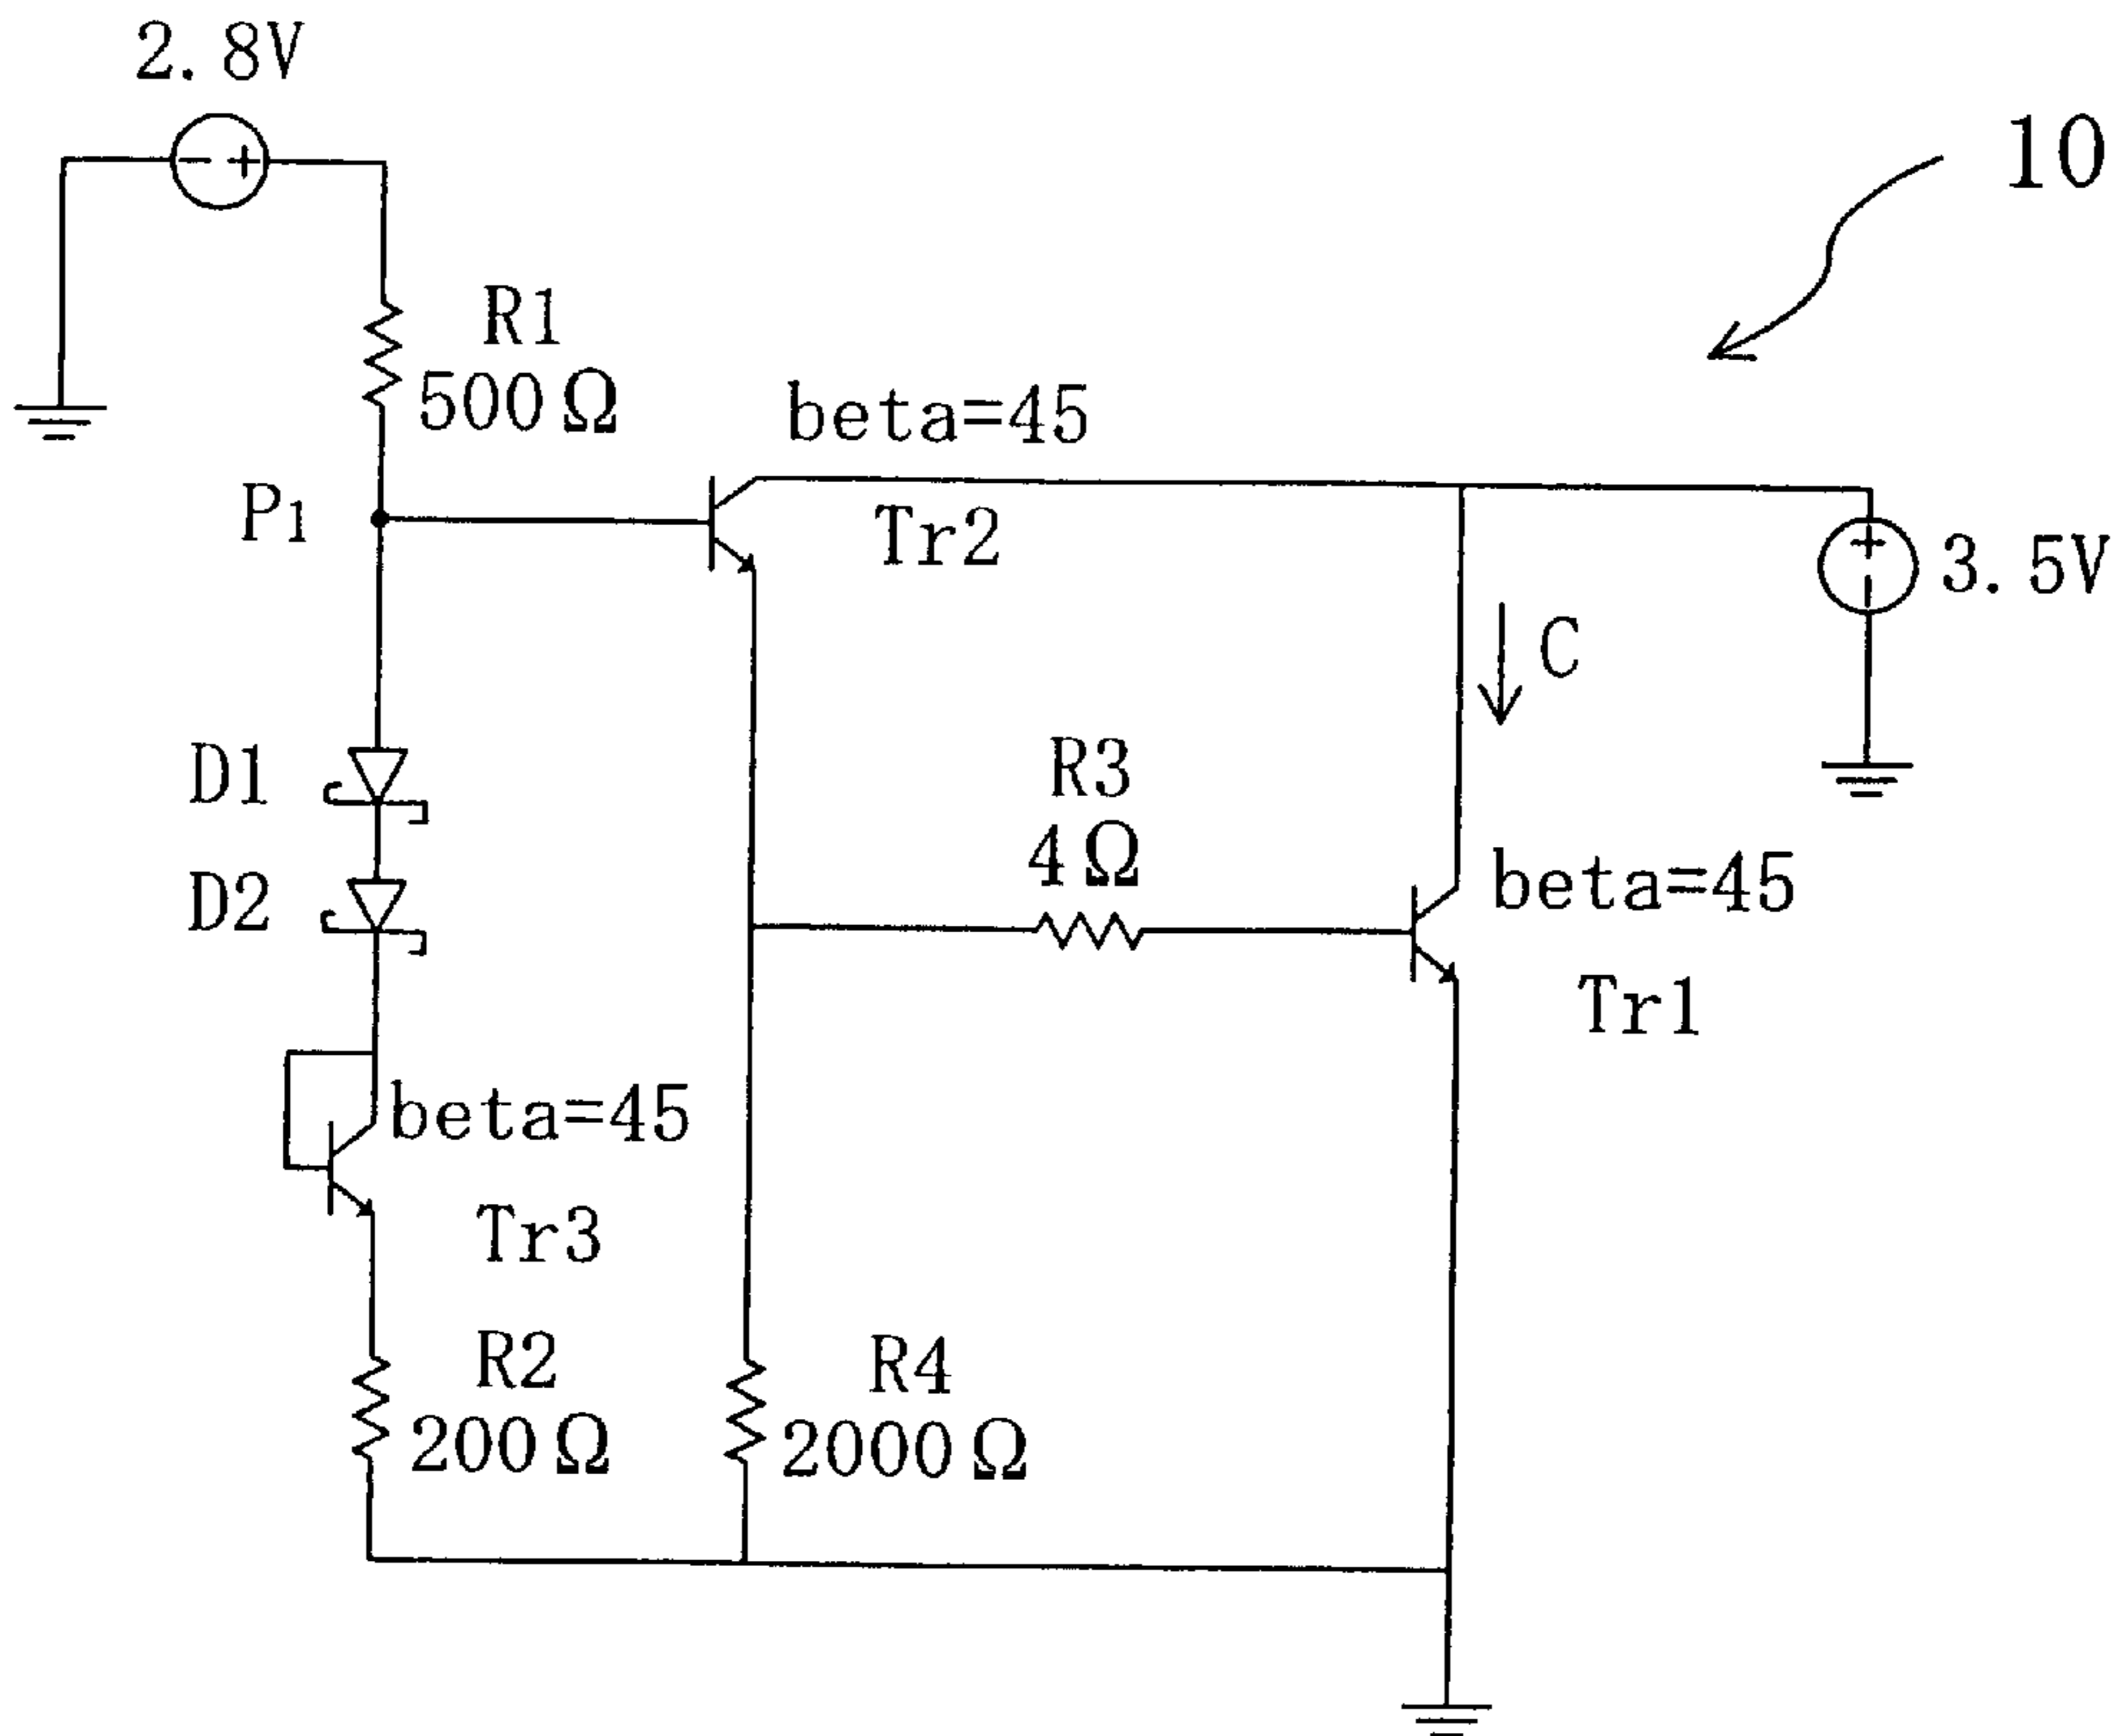 2.8V
10
R1
500Ω
beta=45
P1
Tr2
3.5V
C
D1
R3
4Ω
D2
beta=45
Tr1
beta=45
Tr3
R2
200Ω
R4
2000Ω